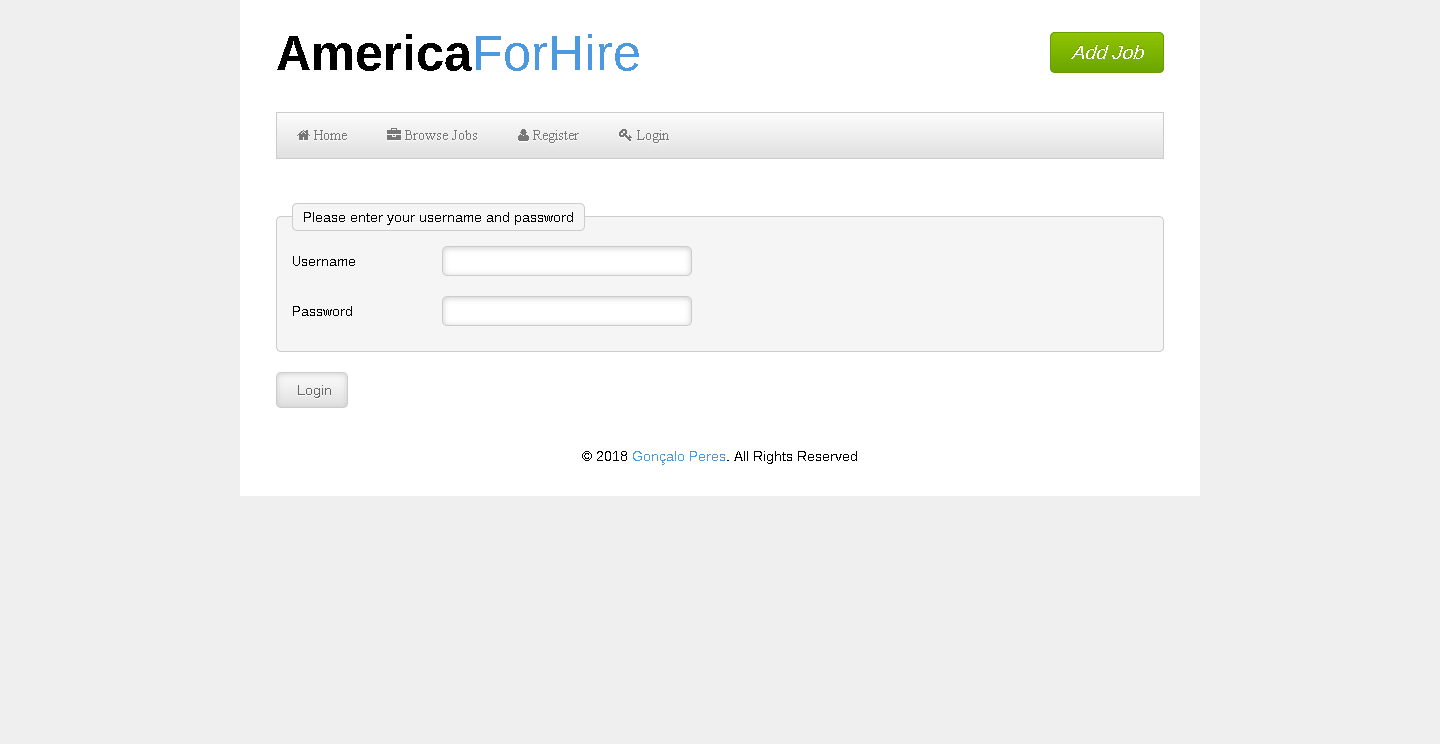 AmericaForHire
Add Job
Home Browse Jobs Register Login
Please enter your username and password
Username
Password
Login
© 2018 Gonçalo Peres. All Rights Reserved